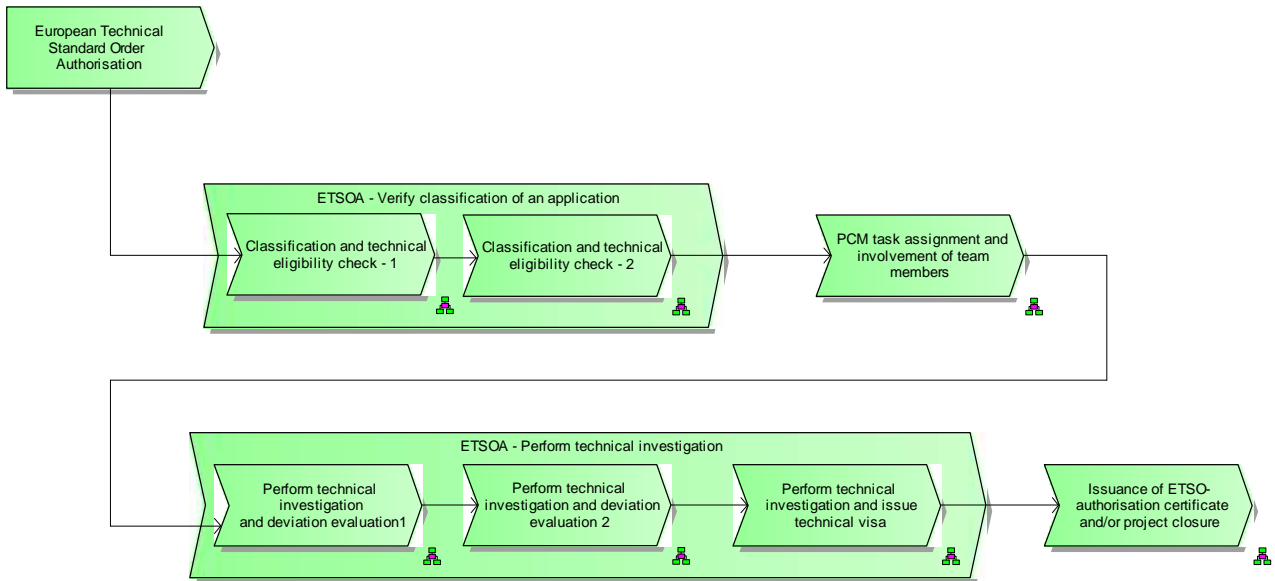 European Technical
Standard Order
Authorisation
ETSOA - Verify classification of an application
Classification and technical
eligibility check - 1
Classification and technical
eligibility check - 2
PCM task assignment and
involvement of team
members
ETSOA - Perform technical investigation
Perform technical
investigation
and deviation evaluation1
Perform technical
investigation and deviation
evaluation 2
Perform technical
investigation and issue
technical visa
Issuance of ETSO-
authorisation certificate
and/or project closure